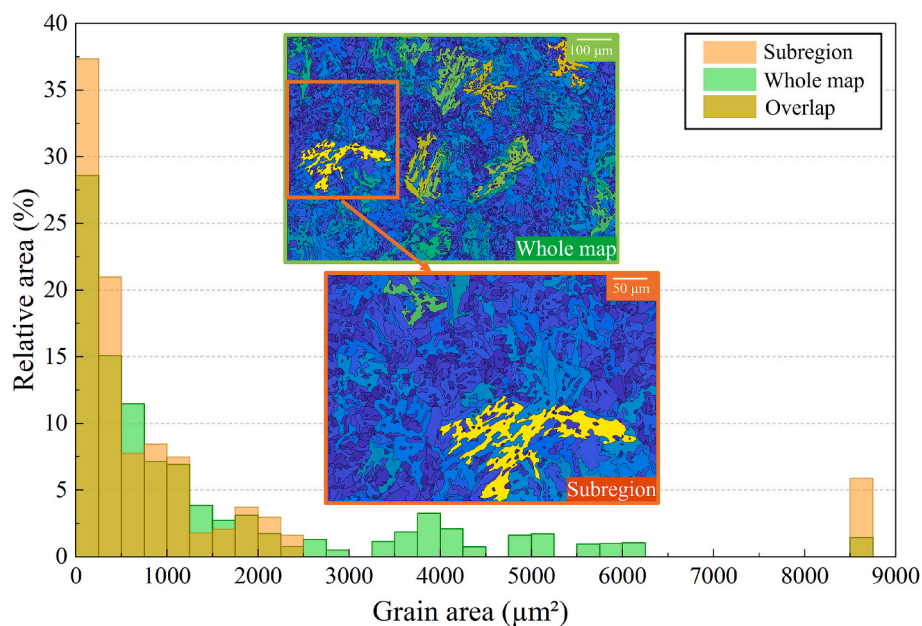 40
35
30
25
20
15
10
5
0
Relative area (%)
0 1000 2000 3000 4000 5000 6000 7000 8000 9000
Grain area (µm²)
100 µm
Whole map
50 µm
Subregion
Subregion
Whole map
Overlap